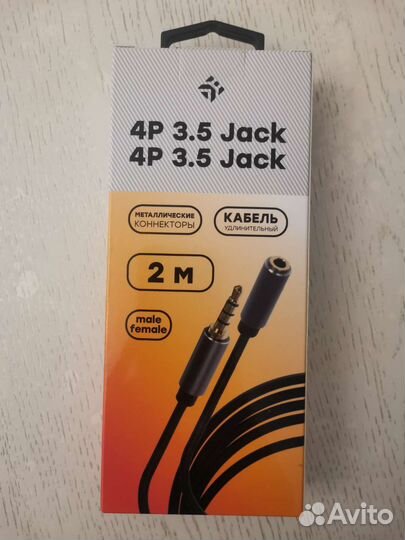 4P 3.5 Jack
4P 3.5 Jack
МЕТАЛЛИЧЕСКИЕ
КОННЕКТОРЫ
КАБЕЛЬ
УДЛИНИТЕЛЬНЫЙ
2 М
male
female
Avito